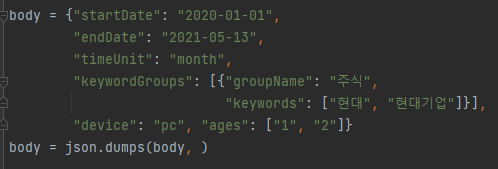 body = {"startDate": "2020-01-01",
"endDate": "2021-05-13",
"timeUnit": "month",
"keywordGroups": [{"groupName": "주식",
"keywords": ["현대", "현대기업"]}],
"device": "pc", "ages": ["1", "2"]}
body = json.dumps(body, )